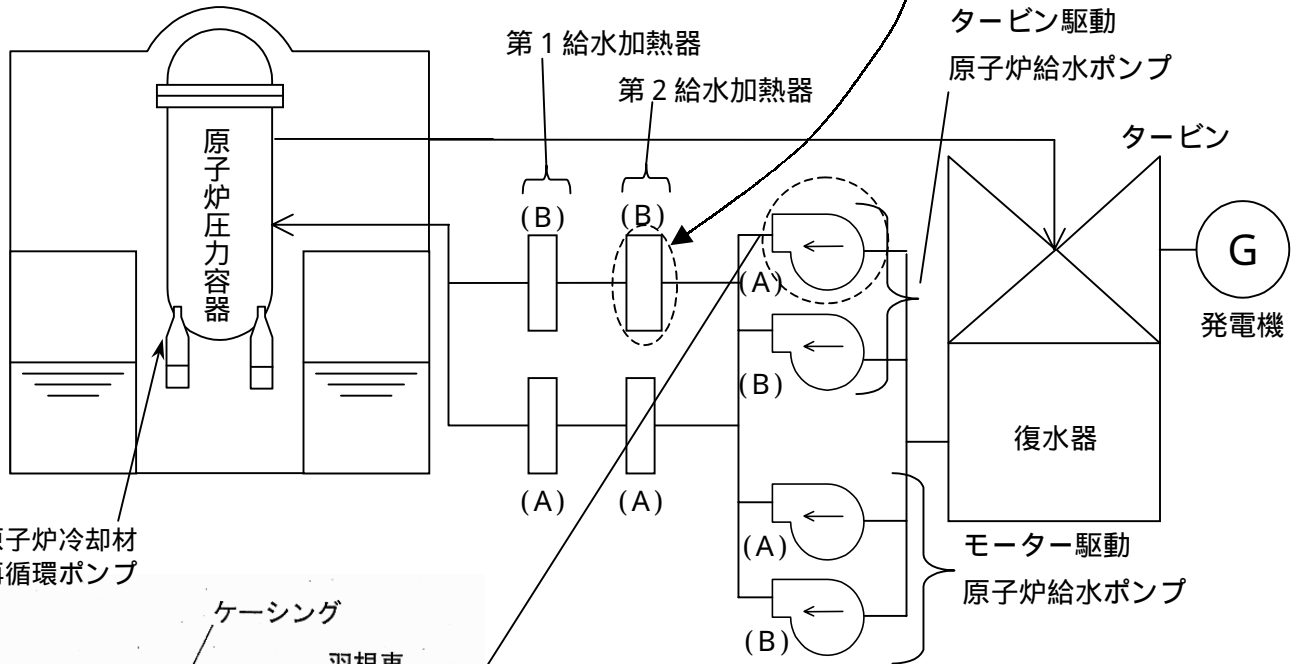 タービン駆動
原子炉給水ポンプ
第1給水加熱器
第2給水加熱器
タービン
原子炉圧力容器
(B)
(B)
(A)
(B)
G
発電機
復水器
(A)
(A)
(A)
(B)
モーター駆動
原子炉給水ポンプ
子炉冷却材
循環ポンプ
ケーシング